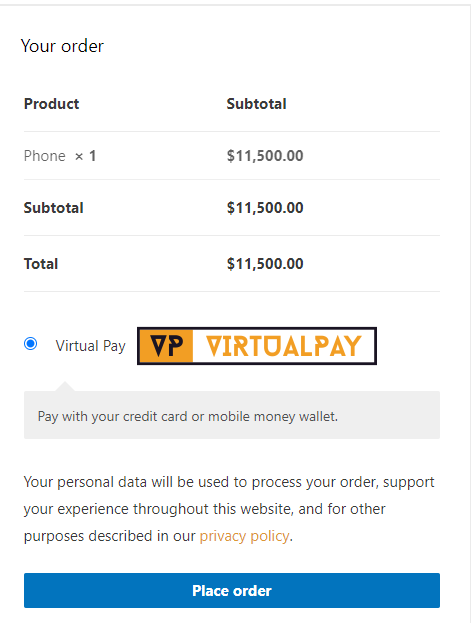 Your order
Product Subtotal
Phone × 1 $11,500.00
Subtotal $11,500.00
Total $11,500.00
Virtual Pay VP VIRTUALPAY
Pay with your credit card or mobile money wallet.
Your personal data will be used to process your order, support
your experience throughout this website, and for other
purposes described in our privacy policy.
Place order